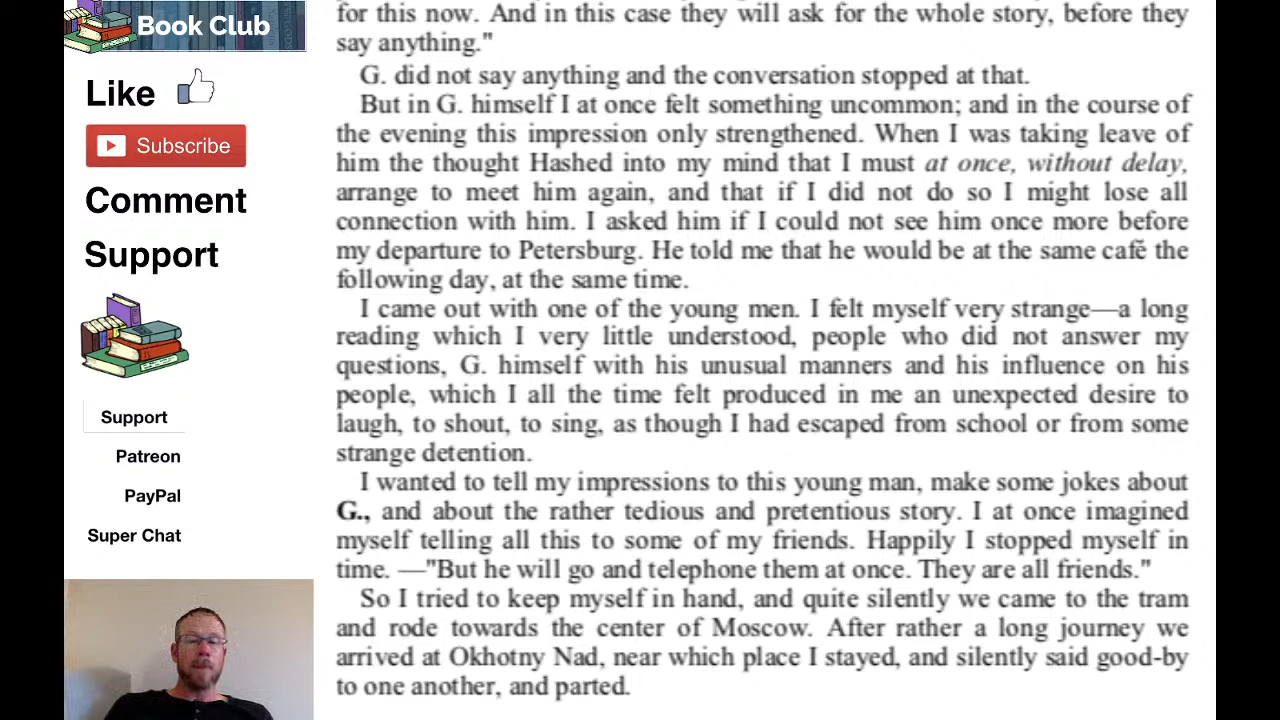 Book Club
Like
Subscribe
Comment
Support
Support
Patreon
PayPal
Super Chat
for this now. And in this case they will ask for the whole story, before they
say anything."
G. did not say anything and the conversation stopped at that.
But in G. himself I at once felt something uncommon; and in the course of
the evening this impression only strengthened. When I was taking leave of
him the thought Hashed into my mind that I must at once, without delay,
arrange to meet him again, and that if I did not do so I might lose all
connection with him. I asked him if I could not see him once more before
my departure to Petersburg. He told me that he would be at the same café the
following day, at the same time.
I came out with one of the young men. I felt myself very strange—a long
reading which I very little understood, people who did not answer my
questions, G. himself with his unusual manners and his influence on his
people, which I all the time felt produced in me an unexpected desire to
laugh, to shout, to sing, as though I had escaped from school or from some
strange detention.
I wanted to tell my impressions to this young man, make some jokes about
G., and about the rather tedious and pretentious story. I at once imagined
myself telling all this to some of my friends. Happily I stopped myself in
time. —"But he will go and telephone them at once. They are all friends."
So I tried to keep myself in hand, and quite silently we came to the tram
and rode towards the center of Moscow. After rather a long journey we
arrived at Okhotny Nad, near which place I stayed, and silently said good-by
to one another, and parted.